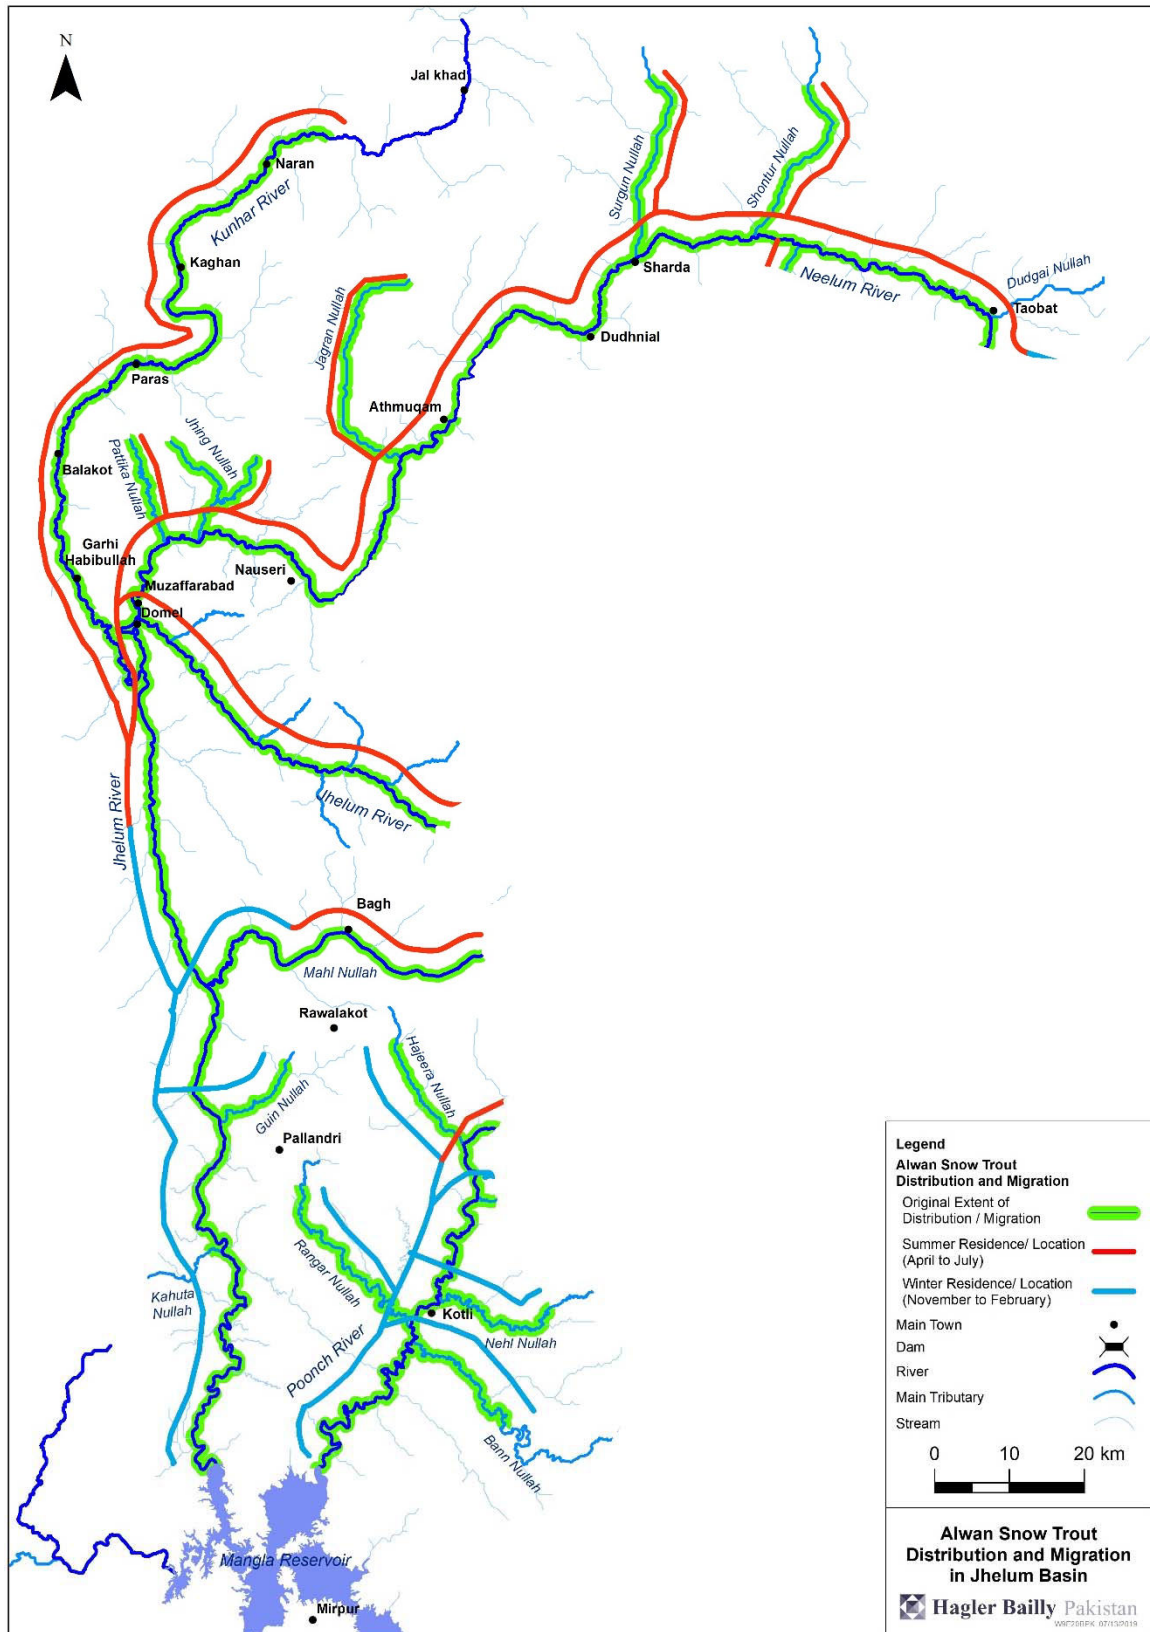 N
Jal khad
Naran
Kunhar River
Kaghan
Surgun Nullah
Shontur Nullah
Sharda
Neelum River
Dudgai Nullah
Taobat
Dudhnial
Jagran Nullah
Athmuqam
Paras
Balakot
Pattika Nullah
Jhing Nullah
Garhi
Habibullah
Nauseri
Muzaffarabad
Domel
Jhelum River
Jhelum River
Bagh
Mahl Nullah
Rawalakot
Hajeera Nullah
Guin Nullah
Pallandri
Rangar Nullah
Kahuta
Nullah
Kotli
Nehl Nullah
Poonch River
Bann Nullah
Mangla Reservoir
Mirpur
Legend
Alwan Snow Trout
Distribution and Migration
Original Extent of
Distribution / Migration
Summer Residence/ Location
(April to July)
Winter Residence/ Location
(November to February)
Main Town
Dam
River
Main Tributary
Stream
0 10 20 km
Alwan Snow Trout
Distribution and Migration
in Jhelum Basin
Hagler Bailly Pakistan